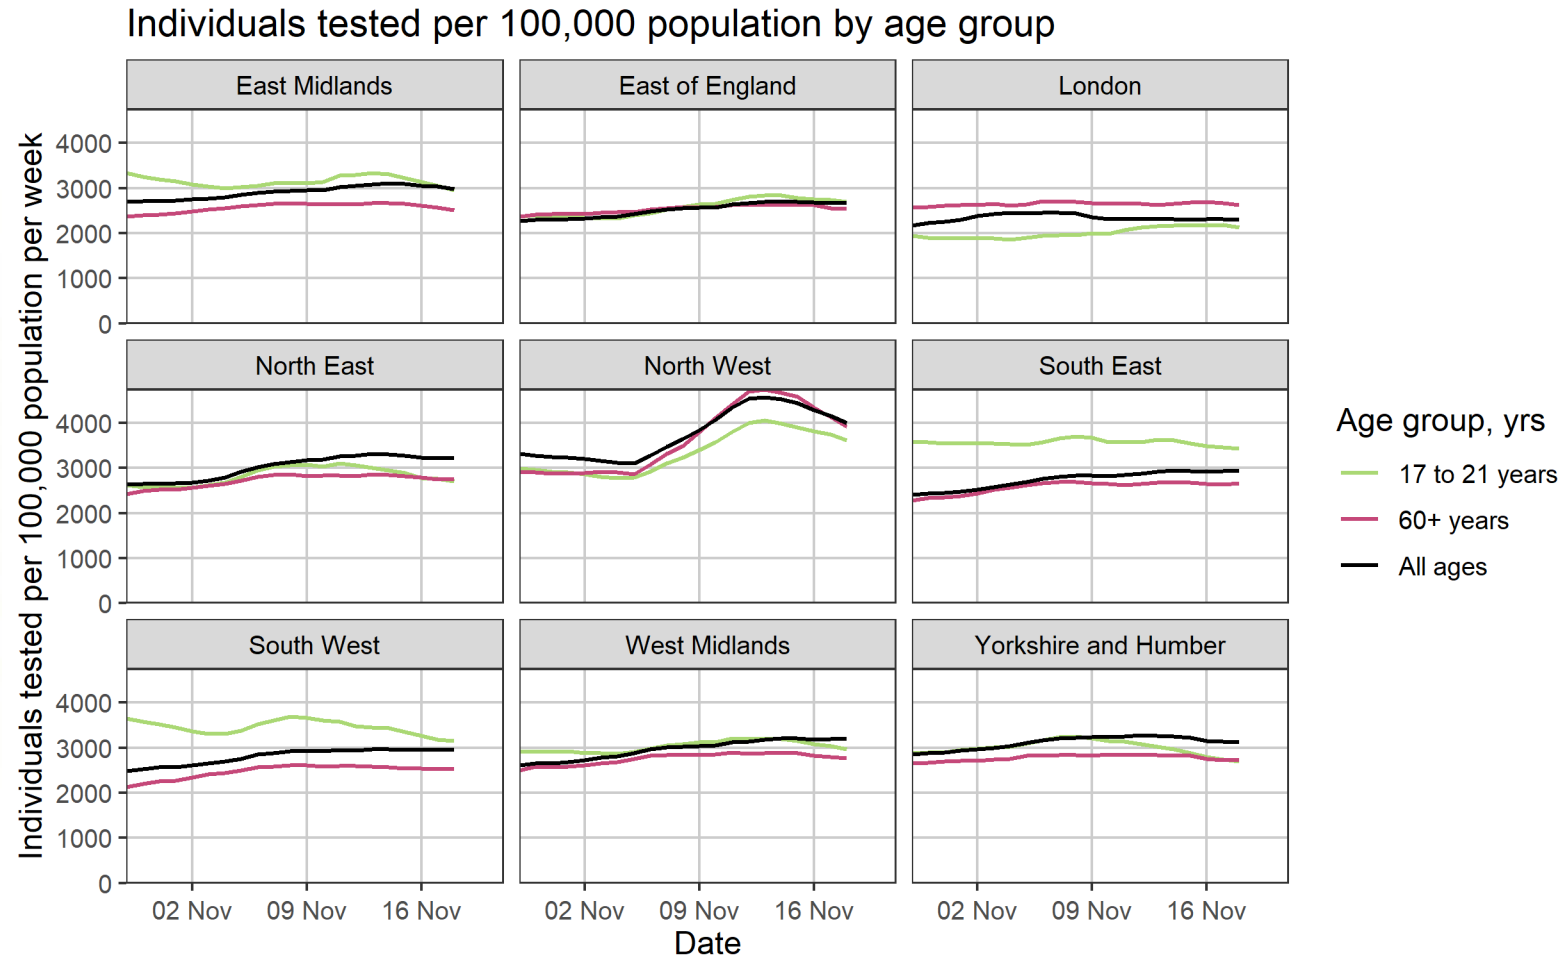 Individuals tested per 100,000 population by age group
Individuals tested per 100,000 population per week
East Midlands
East of England
London
4000
3000
2000
1000
0
North East
North West
South East
4000
3000
2000
1000
0
South West
West Midlands
Yorkshire and Humber
4000
3000
2000
1000
0
02 Nov 09 Nov 16 Nov
02 Nov 09 Nov 16 Nov
02 Nov 09 Nov 16 Nov
Date
Age group, yrs
17 to 21 years
60+ years
All ages